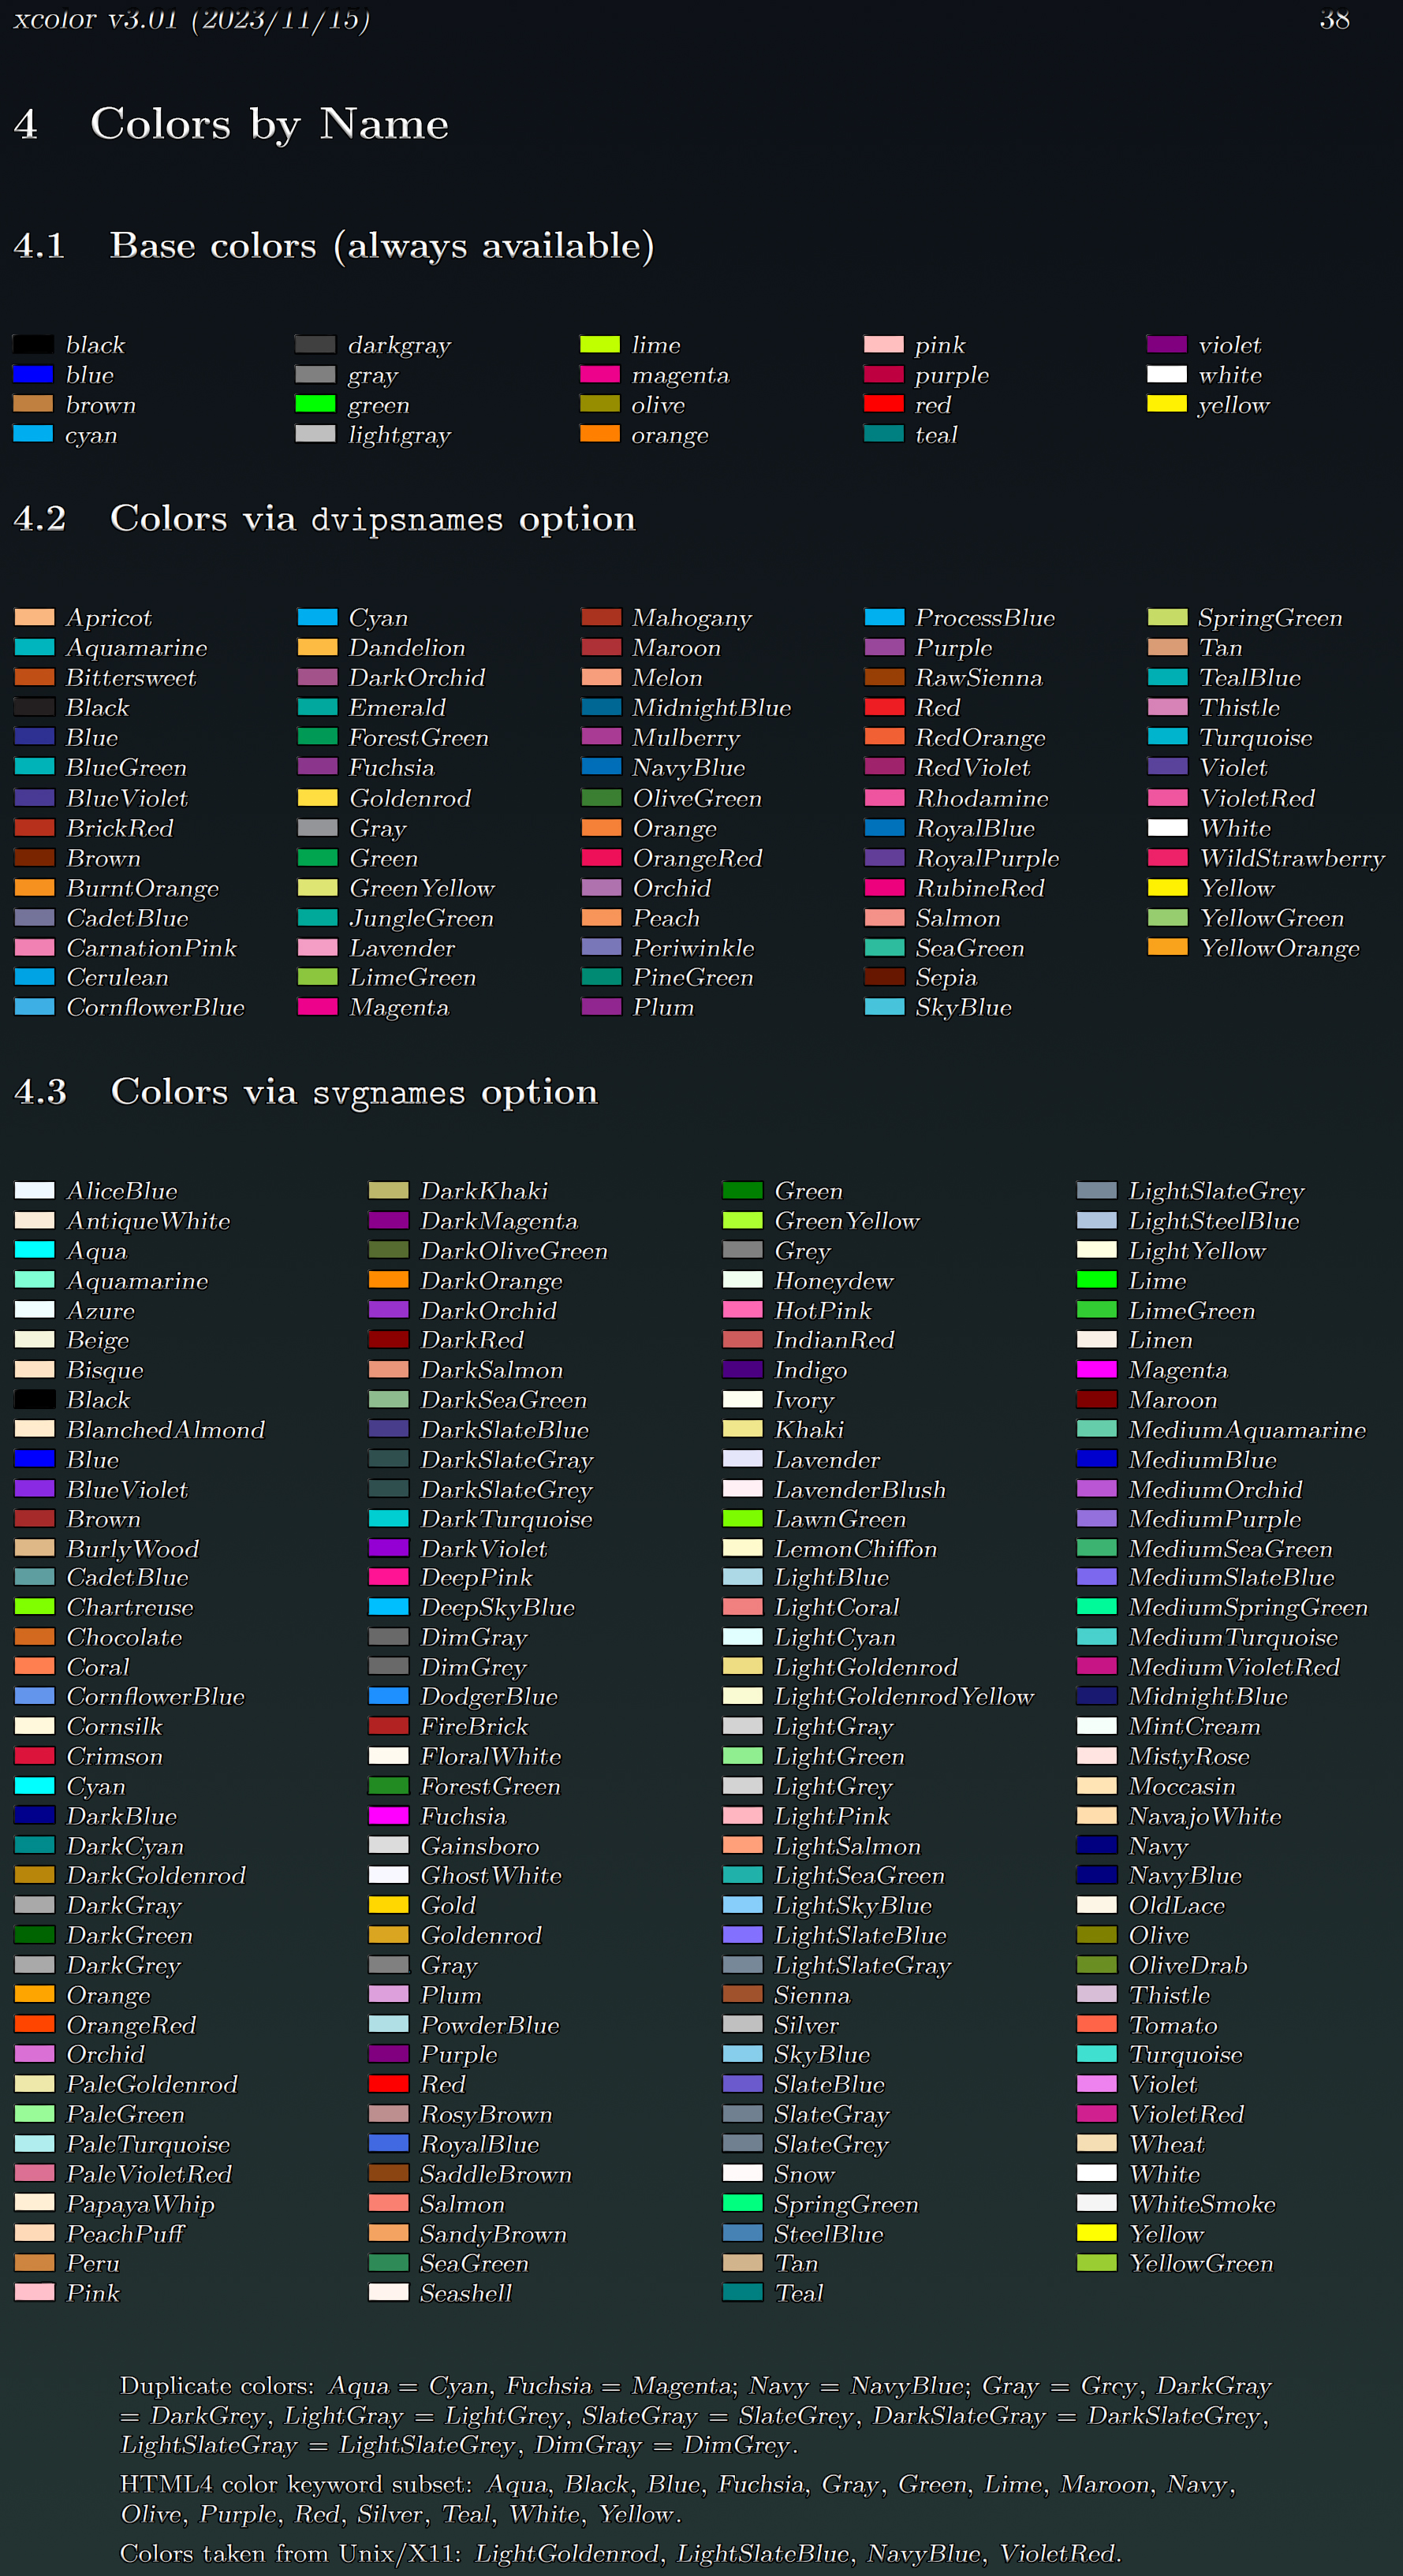 xcolor v3.01 (2023/11/15) 38
4 Colors by Name
4.1 Base colors (always available)
black darkgray lime pink violet
blue gray magenta purple white
brown green olive red yellow
cyan lightgray orange teal
4.2 Colors via dvipsnames option
Apricot Cyan Mahogany ProcessBlue SpringGreen
Aquamarine Dandelion Maroon Purple Tan
Bittersweet DarkOrchid Melon RawSienna TealBlue
Black Emerald MidnightBlue Red Thistle
Blue ForestGreen Mulberry RedOrange Turquoise
BlueGreen Fuchsia NavyBlue RedViolet Violet
BlueViolet Goldenrod OliveGreen Rhodamine VioletRed
BrickRed Gray Orange RoyalBlue White
Brown Green OrangeRed RoyalPurple WildStrawberry
BurntOrange GreenYellow Orchid RubineRed Yellow
CadetBlue JungleGreen Peach Salmon YellowGreen
CarnationPink Lavender Periwinkle SeaGreen YellowOrange
Cerulean LimeGreen PineGreen Sepia
CornflowerBlue Magenta Plum SkyBlue
4.3 Colors via svgnames option
AliceBlue DarkKhaki Green LightSlateGrey
AntiqueWhite DarkMagenta GreenYellow LightSteelBlue
Aqua DarkOliveGreen Grey LightYellow
Aquamarine DarkOrange Honeydew Lime
Azure DarkOrchid HotPink LimeGreen
Beige DarkRed IndianRed Linen
Bisque DarkSalmon Indigo Magenta
Black DarkSeaGreen Ivory Maroon
BlanchedAlmond DarkSlateBlue Khaki MediumAquamarine
Blue DarkSlateGray Lavender MediumBlue
BlueViolet DarkSlateGrey LavenderBlush MediumOrchid
Brown DarkTurquoise LawnGreen MediumPurple
BurlyWood DarkViolet LemonChiffon MediumSeaGreen
CadetBlue DeepPink LightBlue MediumSlateBlue
Chartreuse DeepSkyBlue LightCoral MediumSpringGreen
Chocolate DimGray LightCyan MediumTurquoise
Coral DimGrey LightGoldenrod MediumVioletRed
CornflowerBlue DodgerBlue LightGoldenrodYellow MidnightBlue
Cornsilk FireBrick LightGray MintCream
Crimson FloralWhite LightGreen MistyRose
Cyan ForestGreen LightGrey Moccasin
DarkBlue Fuchsia LightPink NavajoWhite
DarkCyan Gainsboro LightSalmon Navy
DarkGoldenrod GhostWhite LightSeaGreen NavyBlue
DarkGray Gold LightSkyBlue OldLace
DarkGreen Goldenrod LightSlateBlue Olive
DarkGrey Gray LightSlateGray OliveDrab
Orange Plum Sienna Thistle
OrangeRed PowderBlue Silver Tomato
Orchid Purple SkyBlue Turquoise
PaleGoldenrod Red SlateBlue Violet
PaleGreen RosyBrown SlateGray VioletRed
PaleTurquoise RoyalBlue SlateGrey Wheat
PaleVioletRed SaddleBrown Snow White
PapayaWhip Salmon SpringGreen WhiteSmoke
PeachPuff SandyBrown SteelBlue Yellow
Peru SeaGreen Tan YellowGreen
Pink Seashell Teal
Duplicate colors: Aqua = Cyan, Fuchsia = Magenta; Navy = NavyBlue; Gray = Grey, DarkGray
= DarkGrey, LightGray = LightGrey, SlateGray = SlateGrey, DarkSlateGray = DarkSlateGrey,
LightSlateGray = LightSlateGrey, DimGray = DimGrey.
HTML4 color keyword subset: Aqua, Black, Blue, Fuchsia, Gray, Green, Lime, Maroon, Navy,
Olive, Purple, Red, Silver, Teal, White, Yellow.
Colors taken from Unix/X11: LightGoldenrod, LightSlateBlue, NavyBlue, VioletRed.